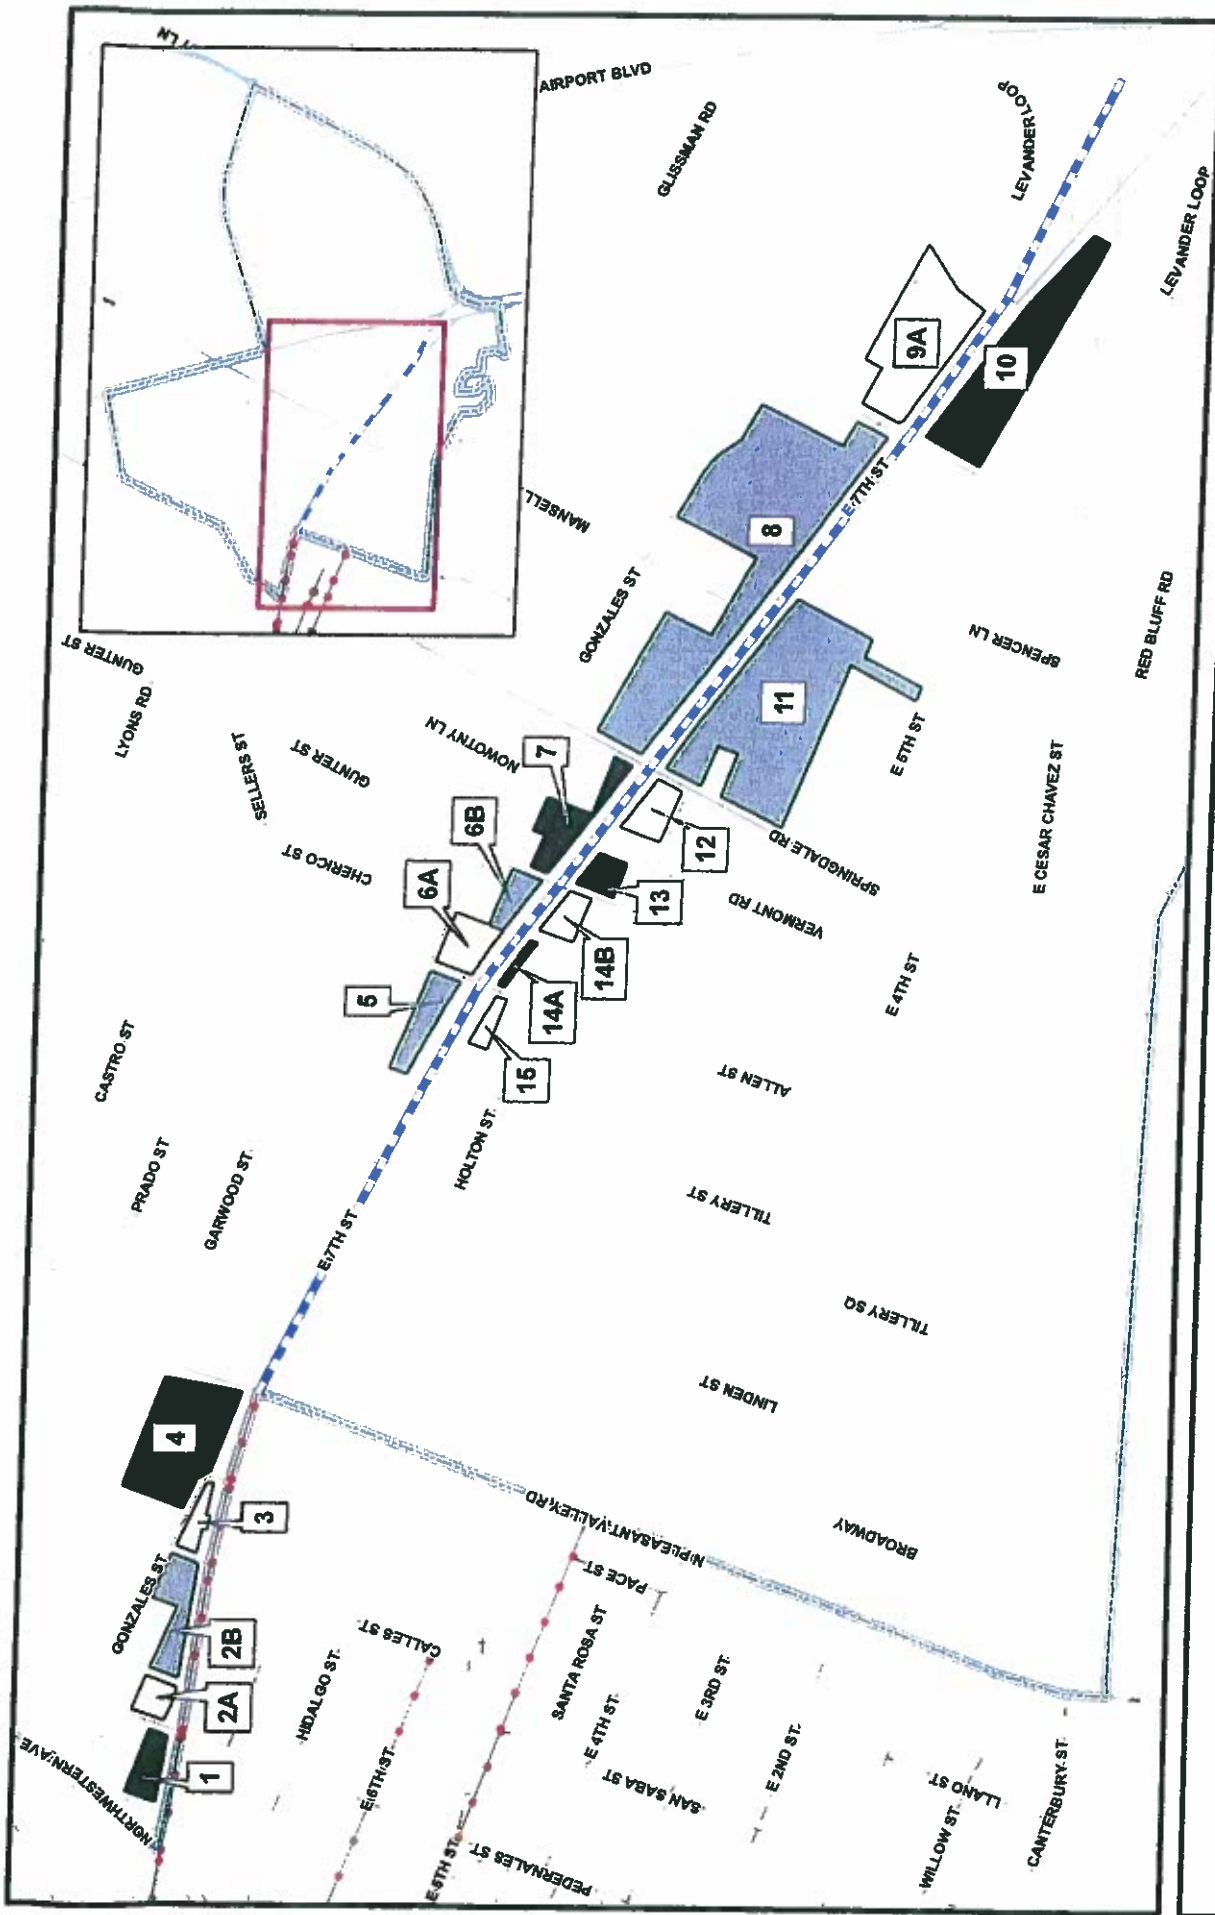 NORTHWESTERN AVE
GONZALES ST
1
2A
2B
3
4
HIDALGO ST.
CALLES ST
E 6TH ST.
E 5TH ST.
PEDERNALES ST
PACE ST
SANTA ROSA ST
E 4TH ST.
SAN SABA ST
E 3RD ST.
E 2ND ST.
LLANO ST
WILLOW ST.
CANTERBURY ST.
N PLEASANT VALLEY RD
BROADWAY
LINDEN ST
TILLERY SQ
TILLERY ST
ALLEN ST
HOLTON ST.
E 7TH ST
GARWOOD ST.
PRADO ST
CASTRO ST
LYONS RD
GUNTER ST
SELLERS ST
GUNTER ST
CHERICO ST
NOWOTNY LN
5
6A
6B
7
15
14A
14B
13
12
VERMONT RD
SPRINGDALE RD
E 4TH ST
E 5TH ST
E CESAR CHAVEZ ST
GONZALES ST
MANSELL
8
11
E 7TH ST
SPENCER LN
RED BLUFF RD
9A
10
GLISSMAN RD
AIRPORT BLVD
LEVANDER LOOP
LEVANDER LOOP
LN